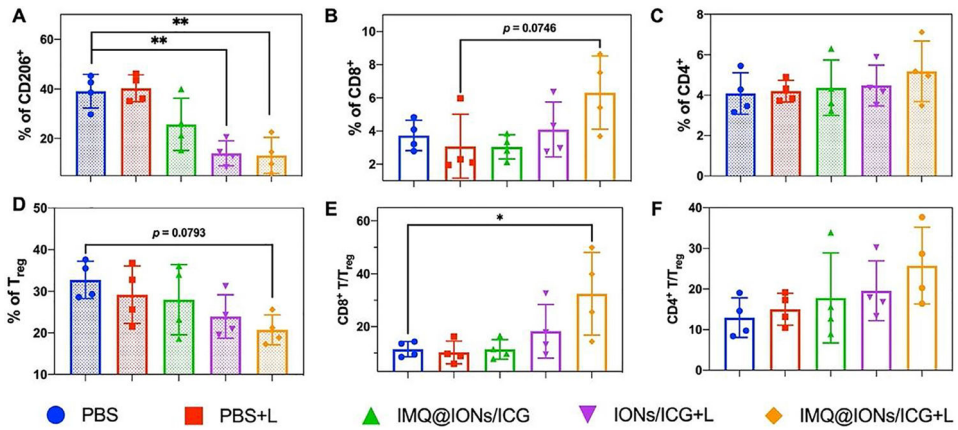 A
% of CD206+
60
40
20
**
**
B
% of CD8+
10
8
6
4
2
p = 0.0746
C
% of CD4+
8
6
4
2
0
D
% of Treg
50
40
30
20
10
p = 0.0793
E
CD8+ T/Treg
60
40
20
*
F
CD4+ T/Treg
40
30
20
10
0
PBS
PBS+L
IMQ@IONs/ICG
IONs/ICG+L
IMQ@IONs/ICG+L